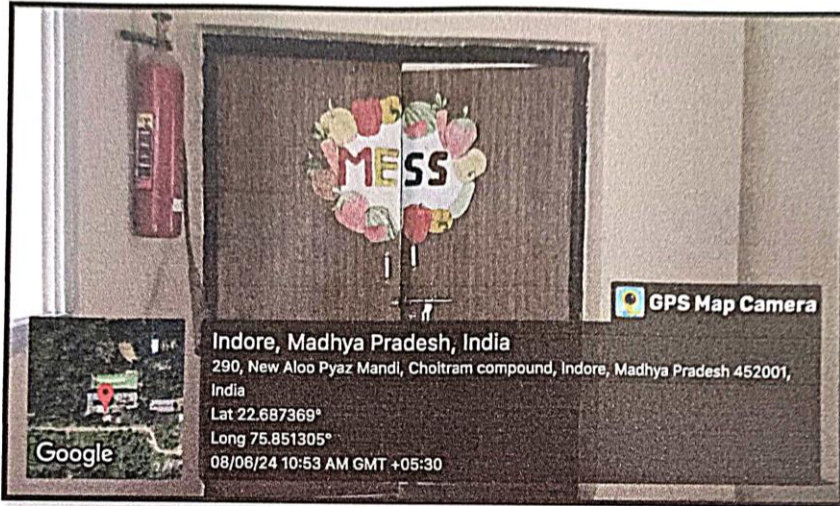 MESS
GPS Map Camera
Indore, Madhya Pradesh, India
290, New Aloo Pyaz Mandi, Choitram compound, Indore, Madhya Pradesh 452001,
India
Lat 22.687369°
Long 75.851305°
08/06/24 10:53 AM GMT +05:30
Google